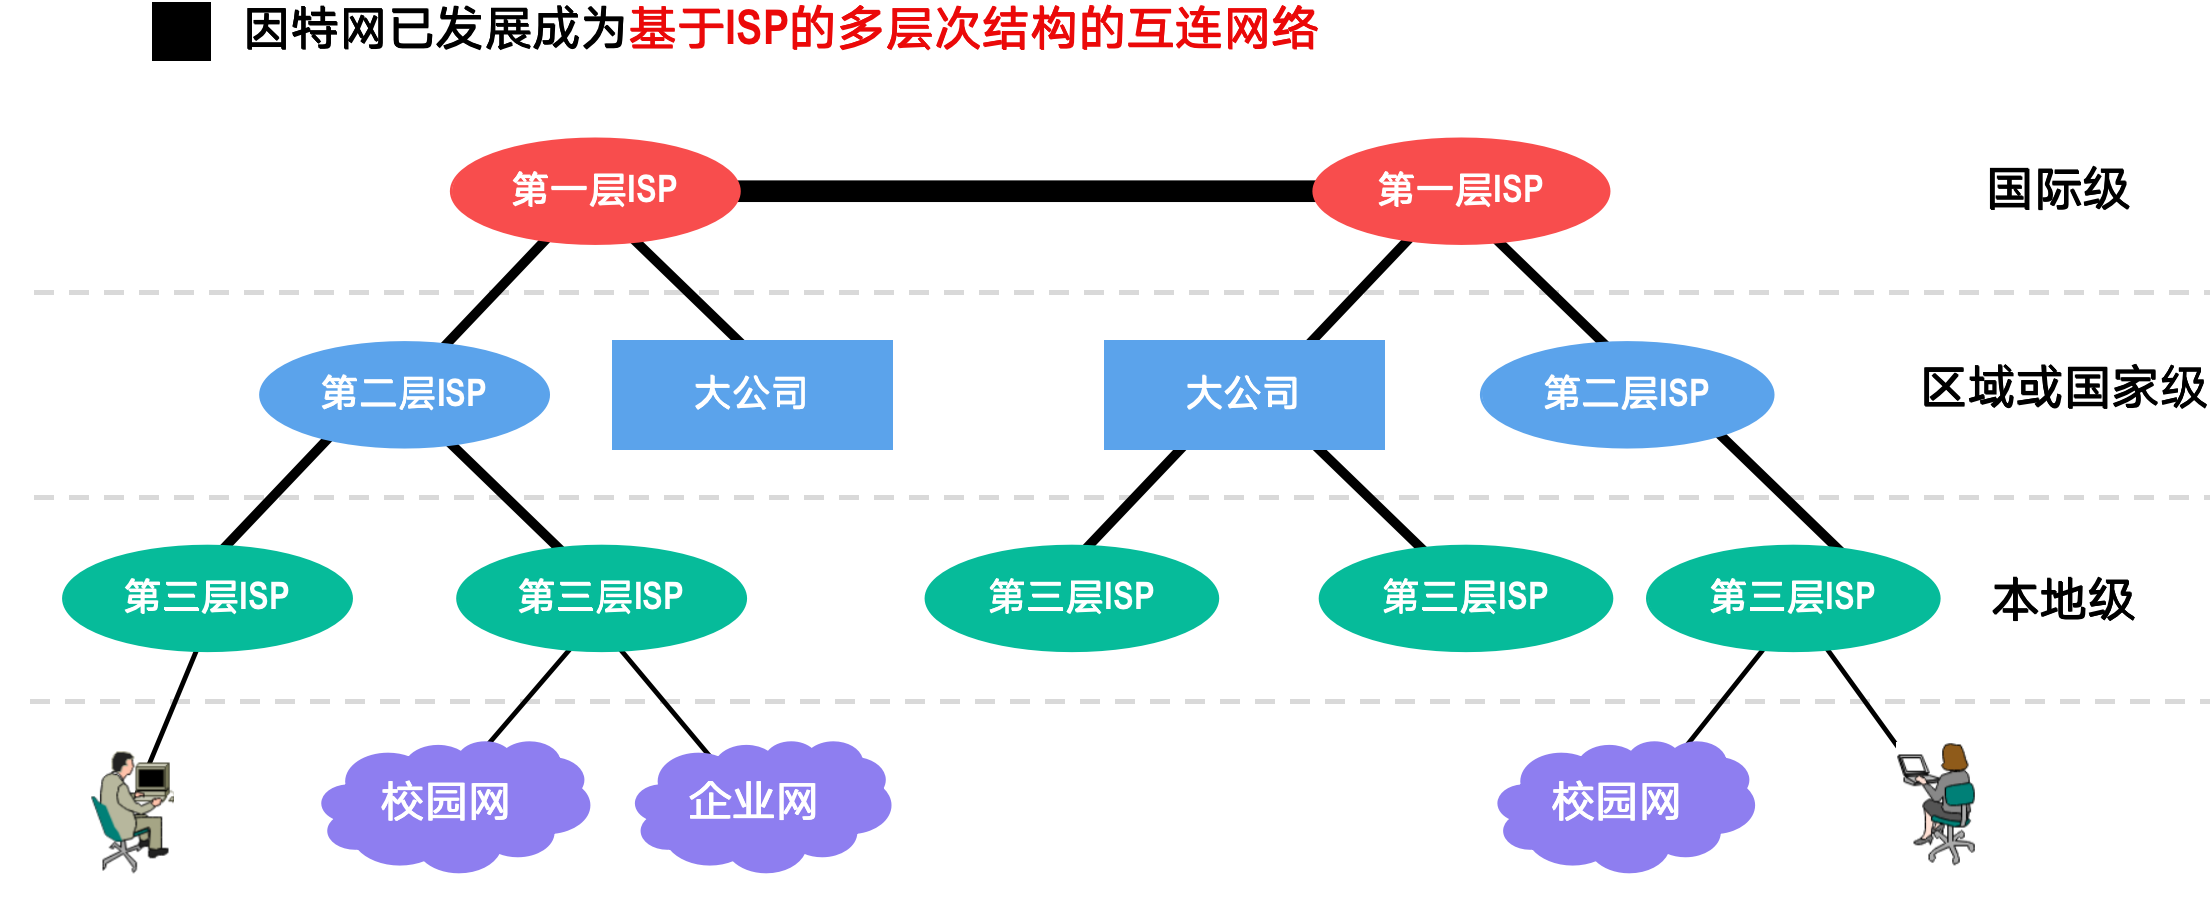 因特网已发展成为基于ISP的多层次结构的互连网络
第一层ISP 第一层ISP 国际级
第二层ISP 大公司 大公司 第二层ISP 区域或国家级
第三层ISP 第三层ISP 第三层ISP 第三层ISP 第三层ISP 本地级
校园网 企业网 校园网